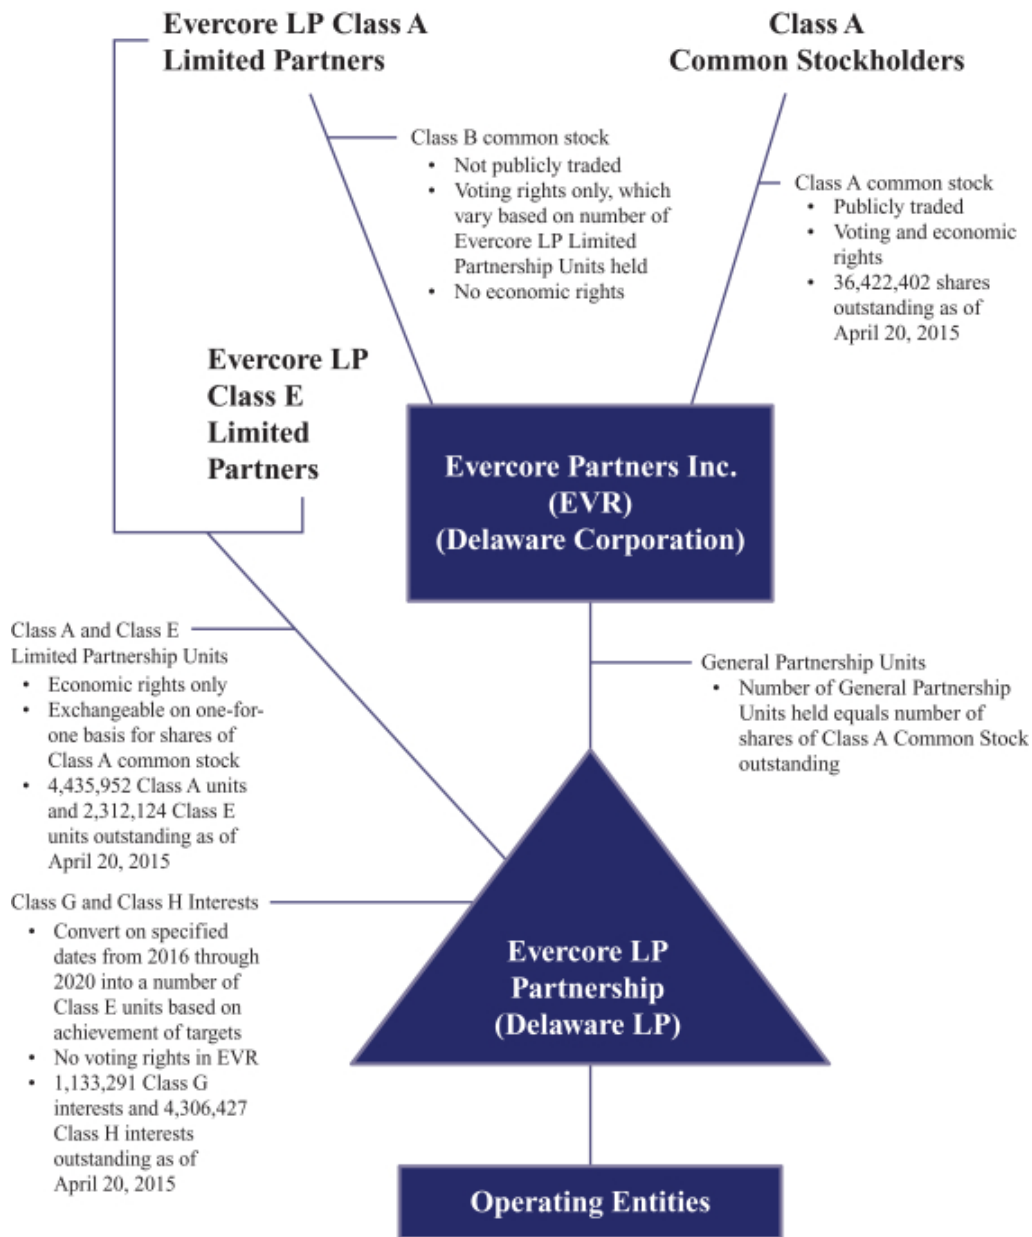 Evercore LP Class A
Limited Partners
Class A
Common Stockholders
Class B common stock
• Not publicly traded
• Voting rights only, which
vary based on number of
Evercore LP Limited
Partnership Units held
• No economic rights
Class A common stock
• Publicly traded
• Voting and economic
rights
• 36,422,402 shares
outstanding as of
April 20, 2015
Evercore LP
Class E
Limited
Partners
Evercore Partners Inc.
(EVR)
(Delaware Corporation)
Class A and Class E
Limited Partnership Units
• Economic rights only
• Exchangeable on one-for-
one basis for shares of
Class A common stock
• 4,435,952 Class A units
and 2,312,124 Class E
units outstanding as of
April 20, 2015
General Partnership Units
• Number of General Partnership
Units held equals number of
shares of Class A Common Stock
outstanding
Class G and Class H Interests
• Convert on specified
dates from 2016 through
2020 into a number of
Class E units based on
achievement of targets
• No voting rights in EVR
• 1,133,291 Class G
interests and 4,306,427
Class H interests
outstanding as of
April 20, 2015
Evercore LP
Partnership
(Delaware LP)
Operating Entities